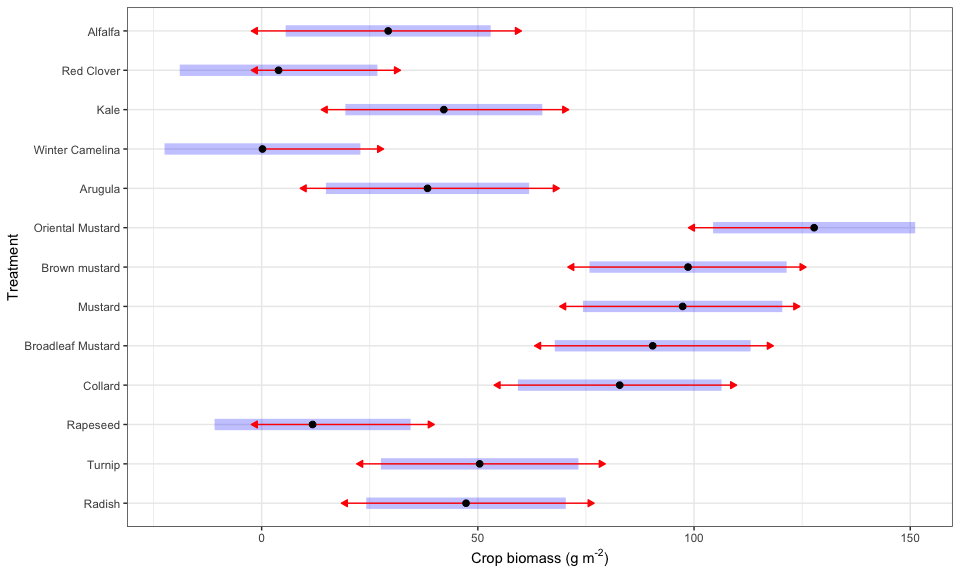 Treatment
Alfalfa
Red Clover
Kale
Winter Camelina
Arugula
Oriental Mustard
Brown mustard
Mustard
Broadleaf Mustard
Collard
Rapeseed
Turnip
Radish
0 50 100 150
Crop biomass (g m⁻²)